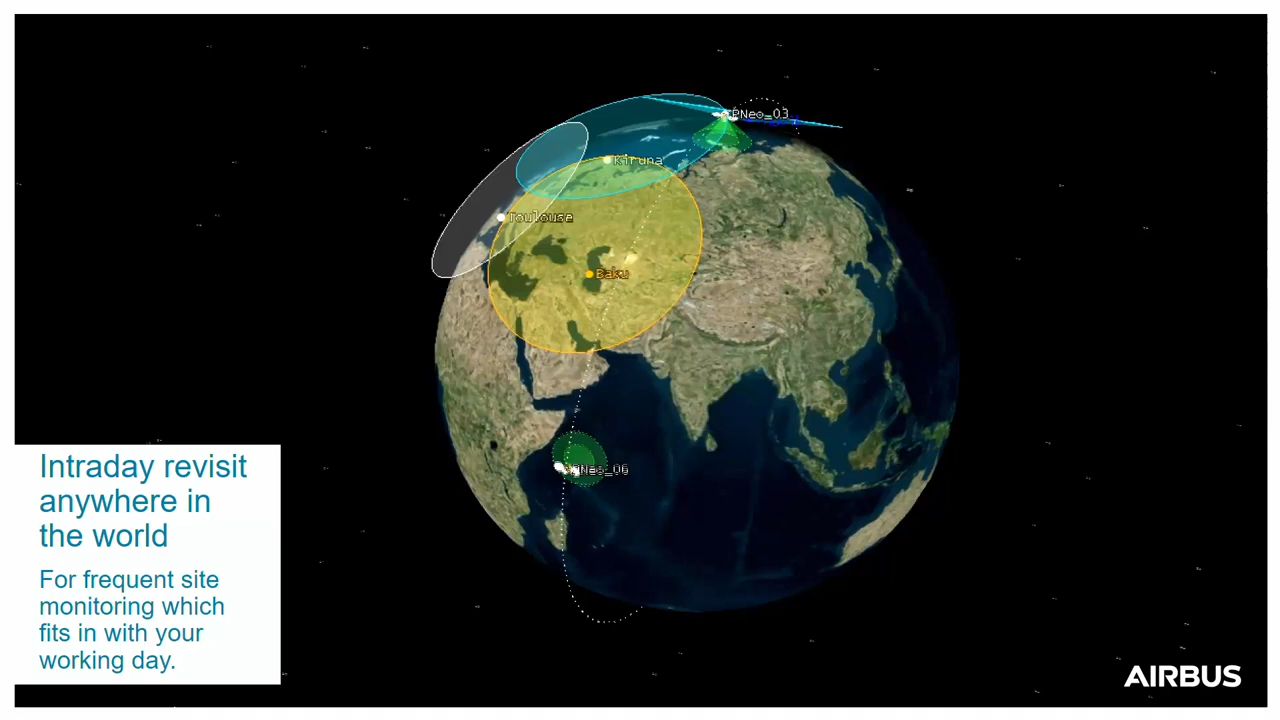 PNeo_03
Kiruna
Toulouse
Baku
PNeo_06
Intraday revisit
anywhere in
the world
For frequent site
monitoring which
fits in with your
working day.
AIRBUS